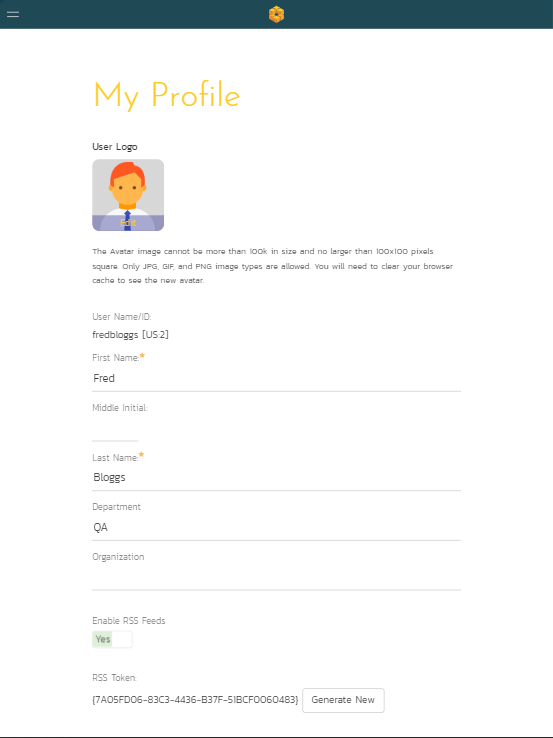 My Profile
User Logo
Edit
The Avatar image cannot be more than 100k in size and no larger than 100x100 pixels
square. Only JPG, GIF, and PNG image types are allowed. You will need to clear your browser
cache to see the new avatar.
User Name/ID:
fredbloggs [US:2]
First Name:*
Fred
Middle Initial:
Last Name:*
Bloggs
Department
QA
Organization
Enable RSS Feeds
Yes
RSS Token:
{7A05FD06-83C3-4436-B37F-51BCF0060483} Generate New